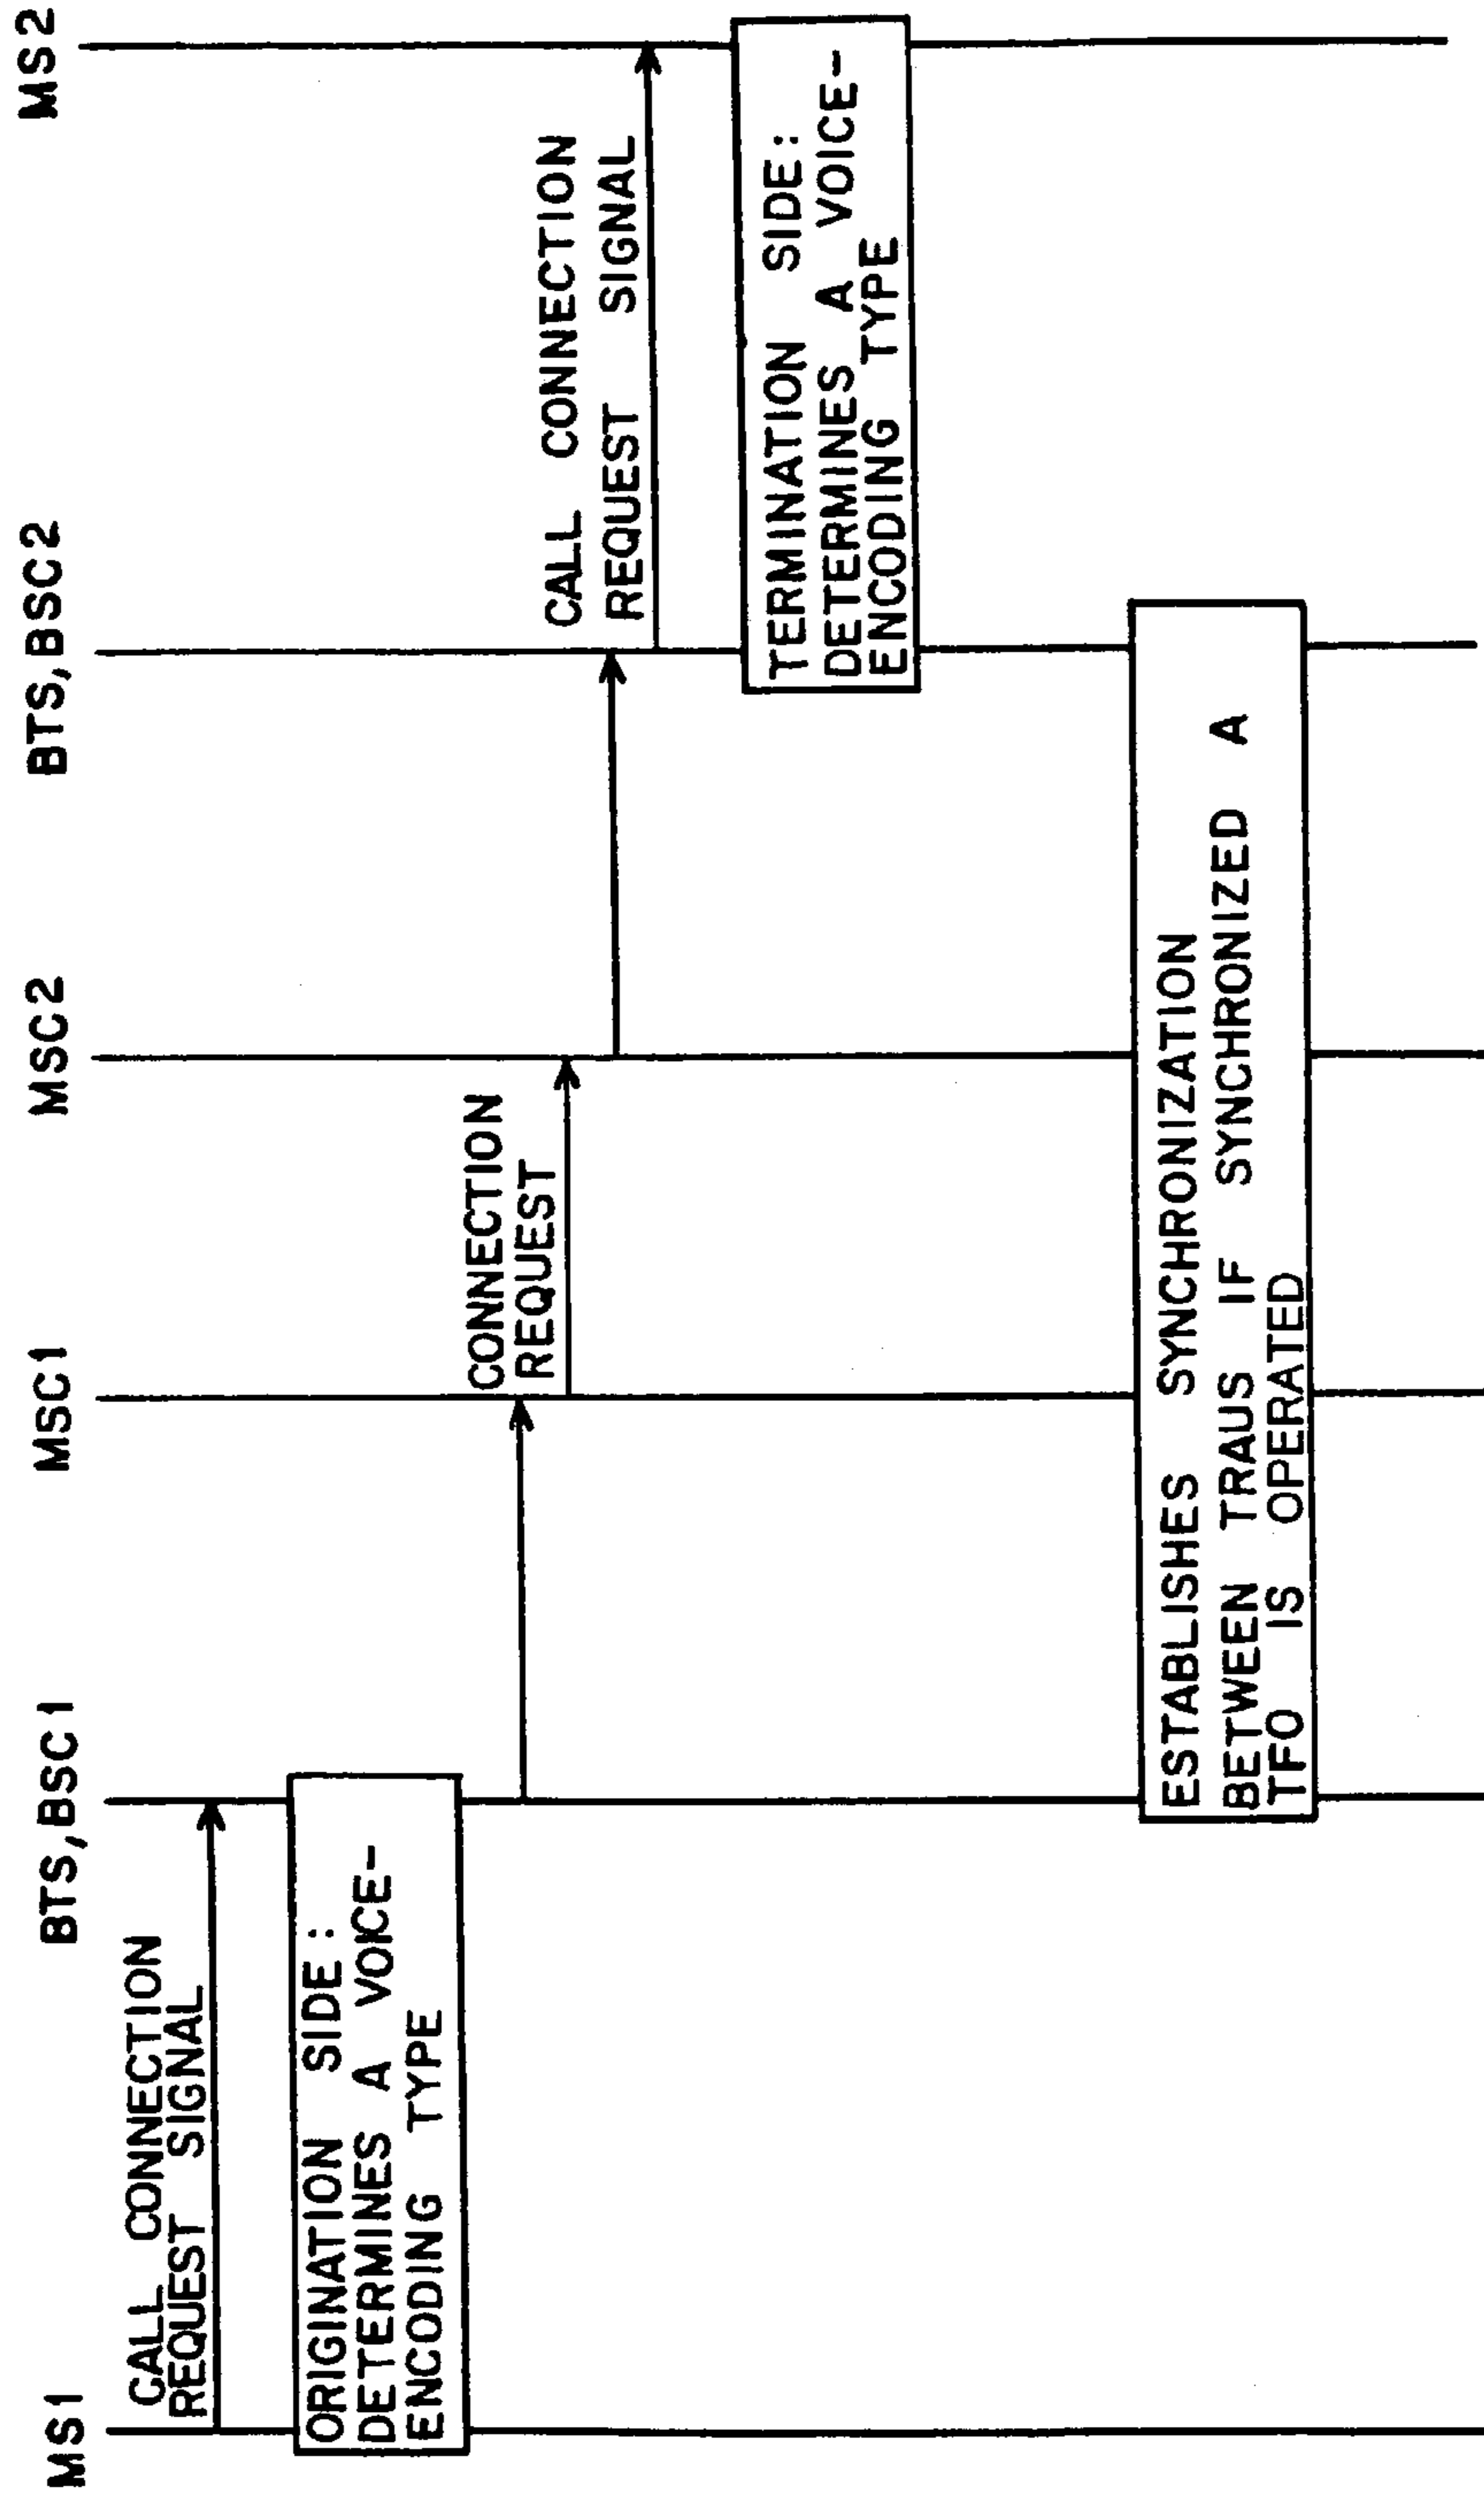 MS1
BTS,BSC1
MSC1
MSC2
BTS,BSC2
MS2
CALL CONNECTION
REQUEST SIGNAL
ORIGINATION SIDE:
DETERMINES A VOICE-
ENCODING TYPE
CONNECTION
REQUEST
CALL CONNECTION
REQUEST SIGNAL
TERMINATION SIDE:
DETERMINES A VOICE-
ENCODING TYPE
ESTABLISHES SYNCHRONIZATION
BETWEEN TRAUS IF SYNCHRONIZED A
TFO IS OPERATED